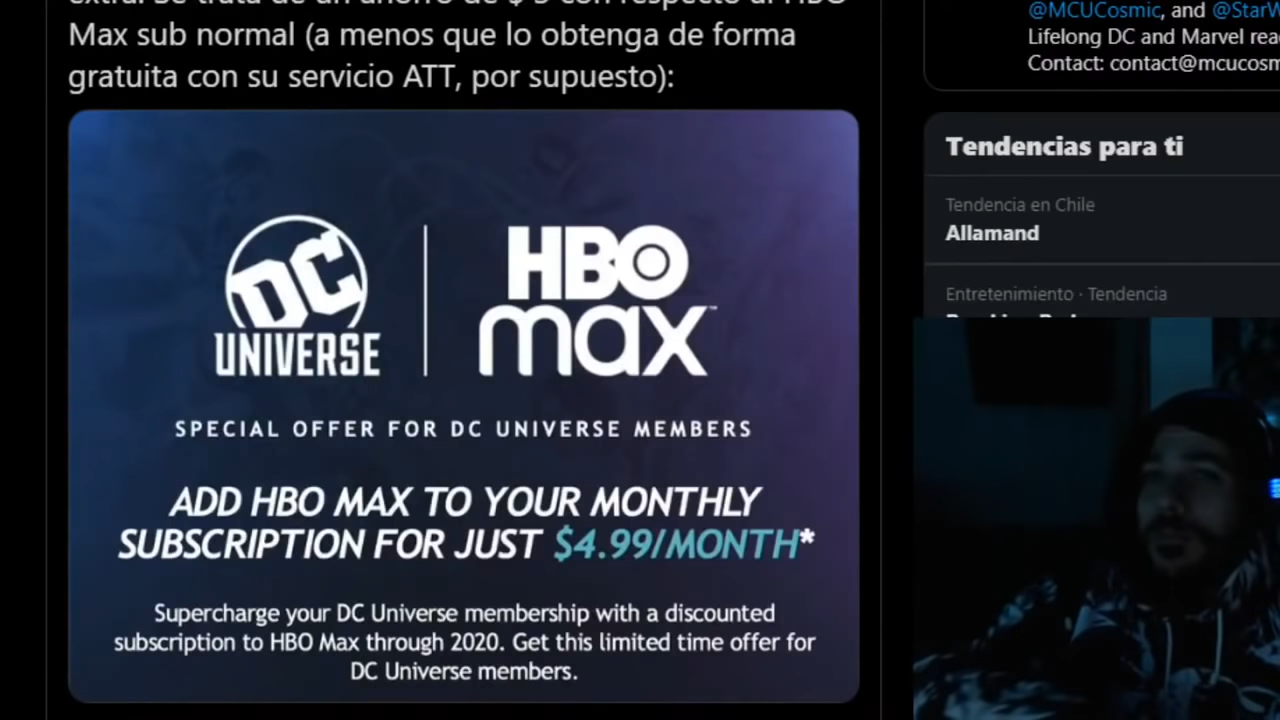 Max sub normal (a menos que lo obtenga de forma
gratuita con su servicio ATT, por supuesto):
DC
UNIVERSE
HBO
max
SPECIAL OFFER FOR DC UNIVERSE MEMBERS
ADD HBO MAX TO YOUR MONTHLY
SUBSCRIPTION FOR JUST $4.99/MONTH*
Supercharge your DC Universe membership with a discounted
subscription to HBO Max through 2020. Get this limited time offer for
DC Universe members.
@MCUCosmic, and
Lifelong DC and Marvel
Contact:
Tendencias para ti
Tendencia en Chile
Allamand
Entretenimiento · Tendencia